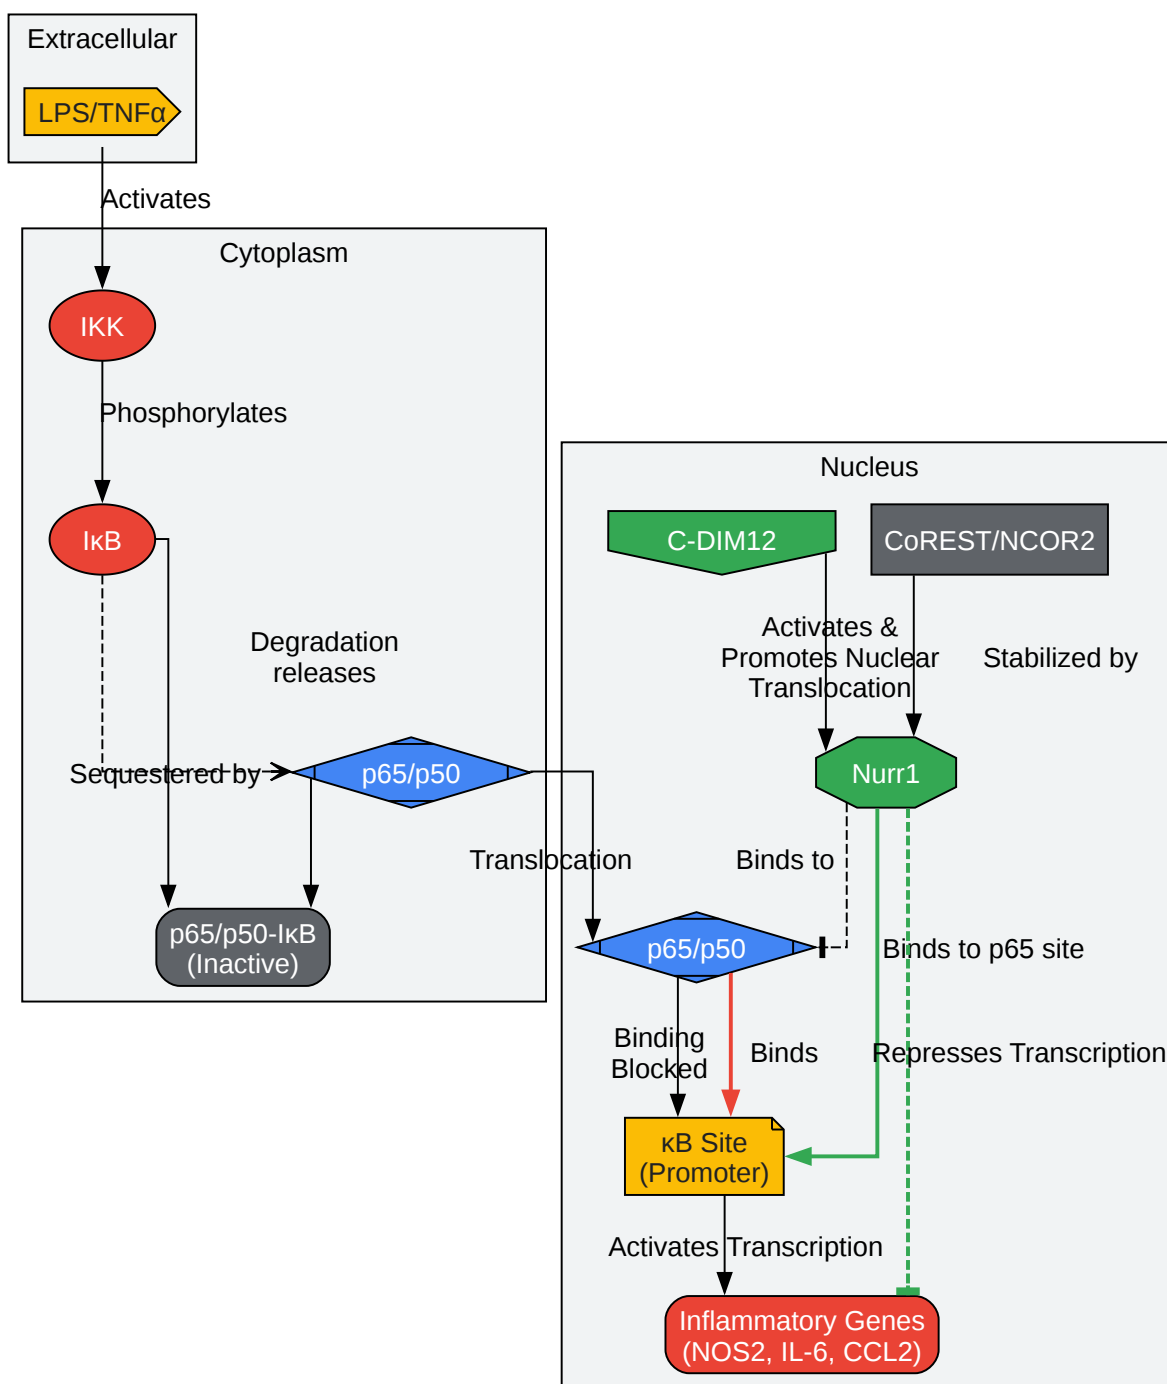 Extracellular
LPS/TNFα
Activates
Cytoplasm
IKK
Phosphorylates
IκB
Degradation
releases
Sequestered by
p65/p50
Translocation
p65/p50-IκB
(Inactive)
Nucleus
C-DIM12
CoREST/NCOR2
Activates &
Promotes Nuclear
Translocation
Stabilized by
Nurr1
Binds to
p65/p50
Binds to p65 site
Binding
Blocked
Binds
Represses Transcription
κB Site
(Promoter)
Activates Transcription
Inflammatory Genes
(NOS2, IL-6, CCL2)